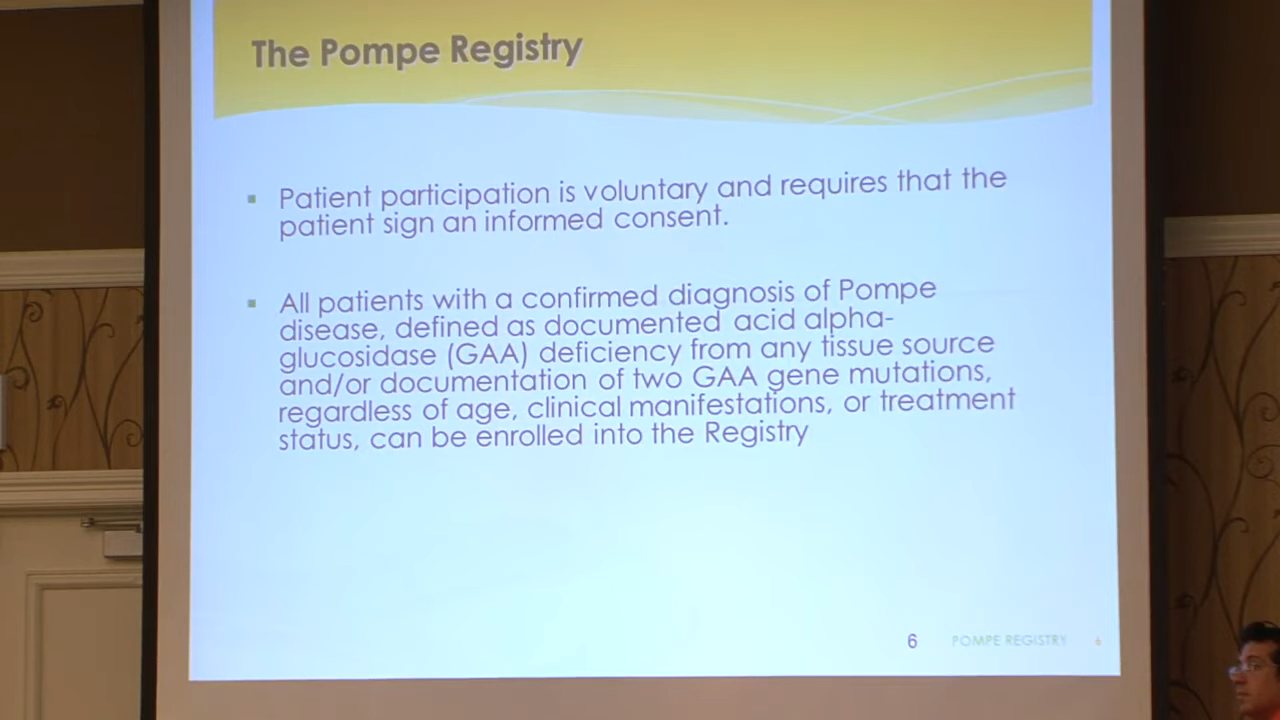 The Pompe Registry
▪ Patient participation is voluntary and requires that the
patient sign an informed consent.
▪ All patients with a confirmed diagnosis of Pompe
disease, defined as documented acid alpha-
glucosidase (GAA) deficiency from any tissue source
and/or documentation of two GAA gene mutations,
regardless of age, clinical manifestations, or treatment
status, can be enrolled into the Registry
6 POMPE REGISTRY 6